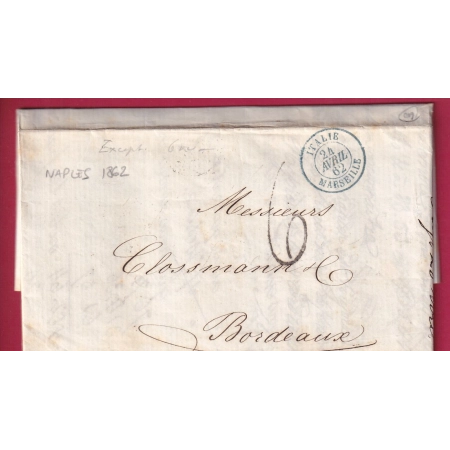 ITALIE
24
AVRIL
62
MARSEILLE
NAPLES 1862
6
Messieurs
Clossmann & C
Bordeaux